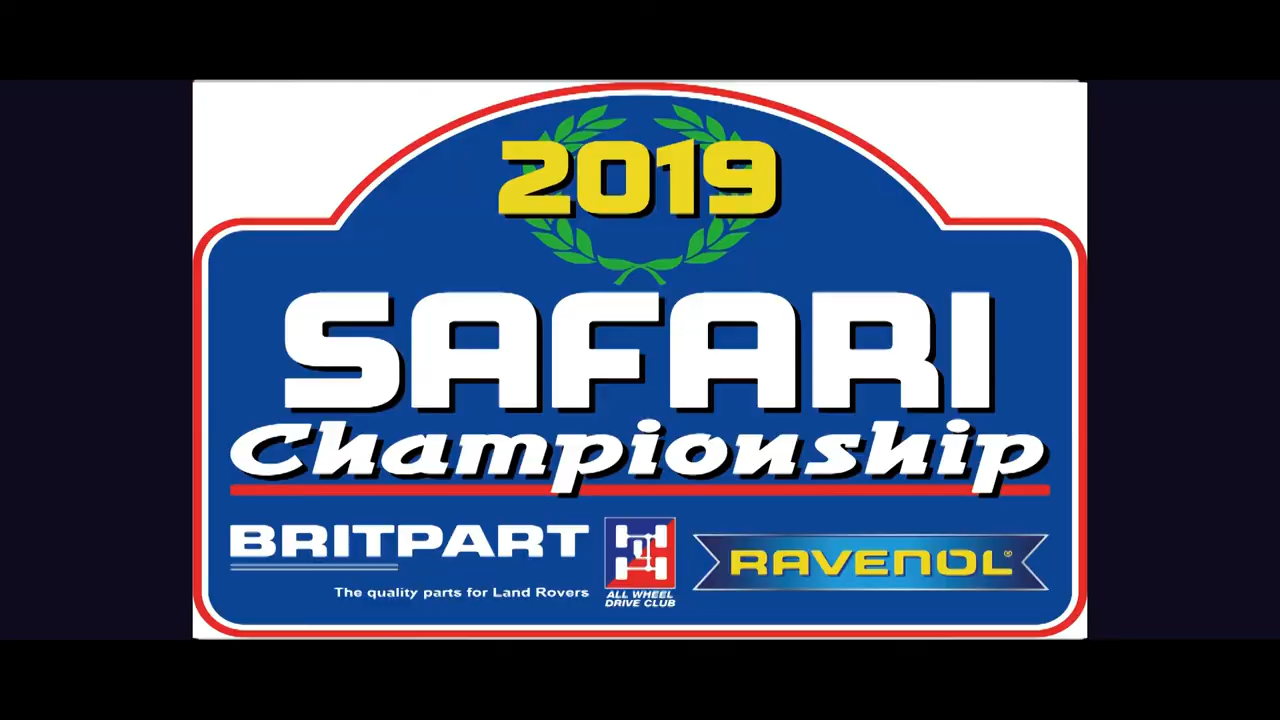 2019
SAFARI
Championship
BRITPART
The quality parts for Land Rovers
ALL WHEEL
DRIVE CLUB
RAVENOL®